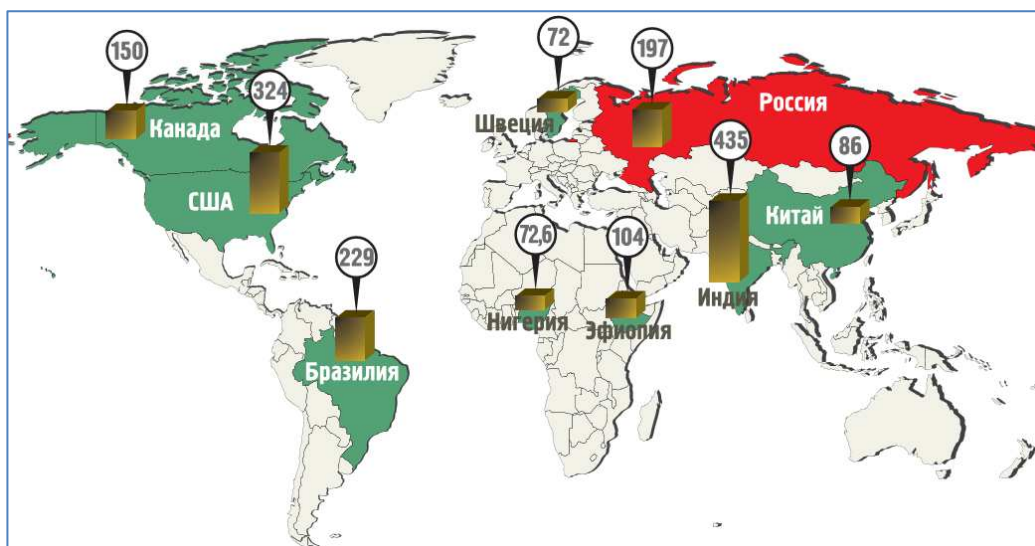 150
Канада
324
США
229
Бразилия
72
Швеция
197
Россия
435
Индия
86
Китай
72,6
Нигерия
104
Эфиопия